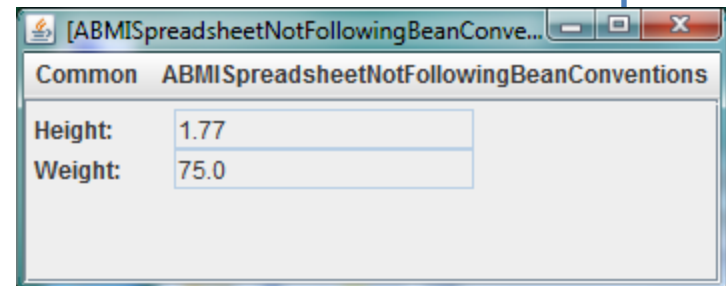 [ABMISpreadsheetNotFollowingBeanConve...
Common ABMISpreadsheetNotFollowingBeanConventions
Height: 1.77
Weight: 75.0